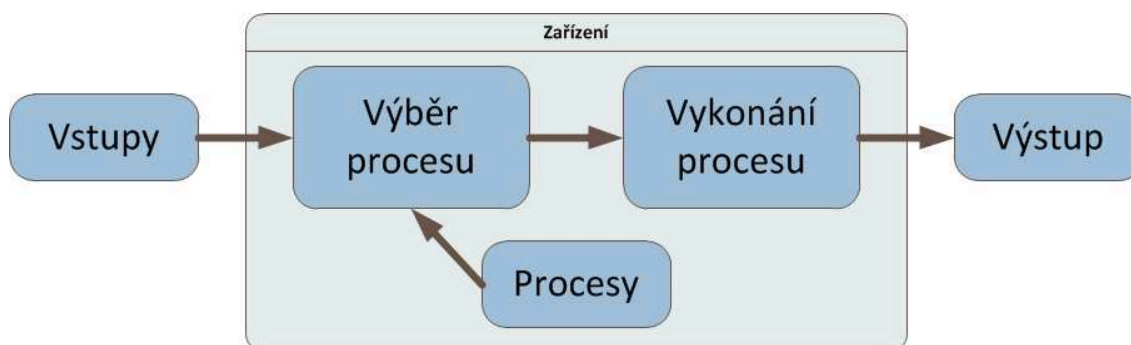 Zařízení
Vstupy
Výběr
procesu
Vykonání
procesu
Výstup
Procesy